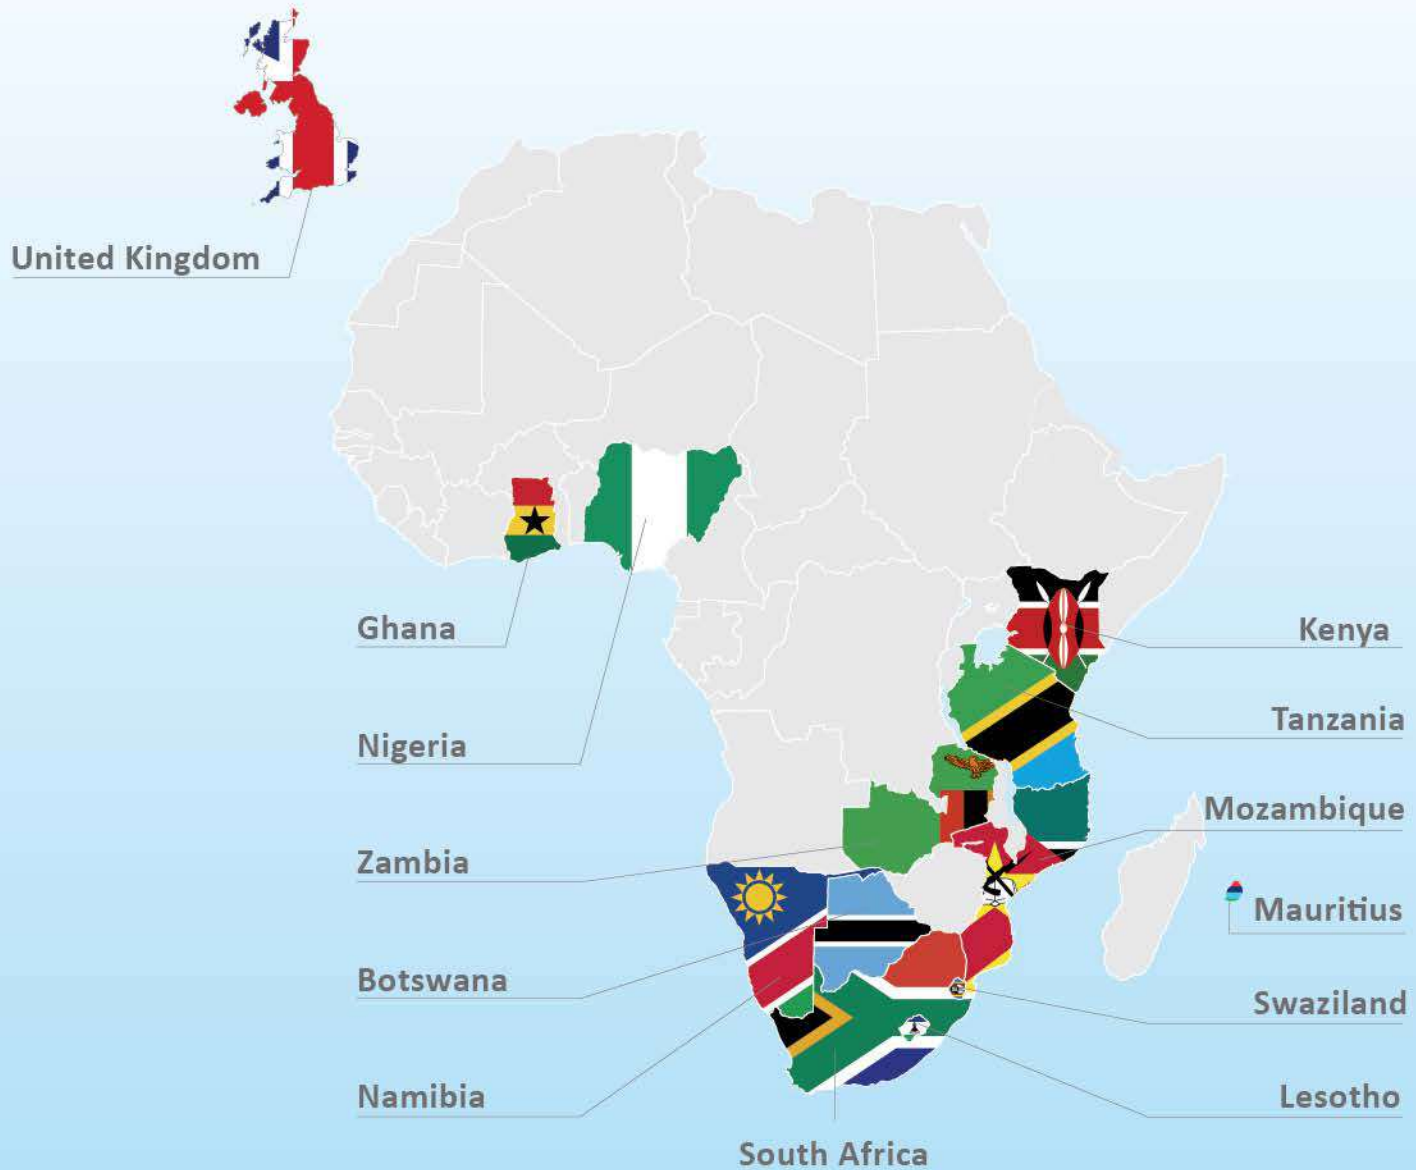 United Kingdom
Ghana
Nigeria
Zambia
Botswana
Namibia
South Africa
Kenya
Tanzania
Mozambique
Mauritius
Swaziland
Lesotho